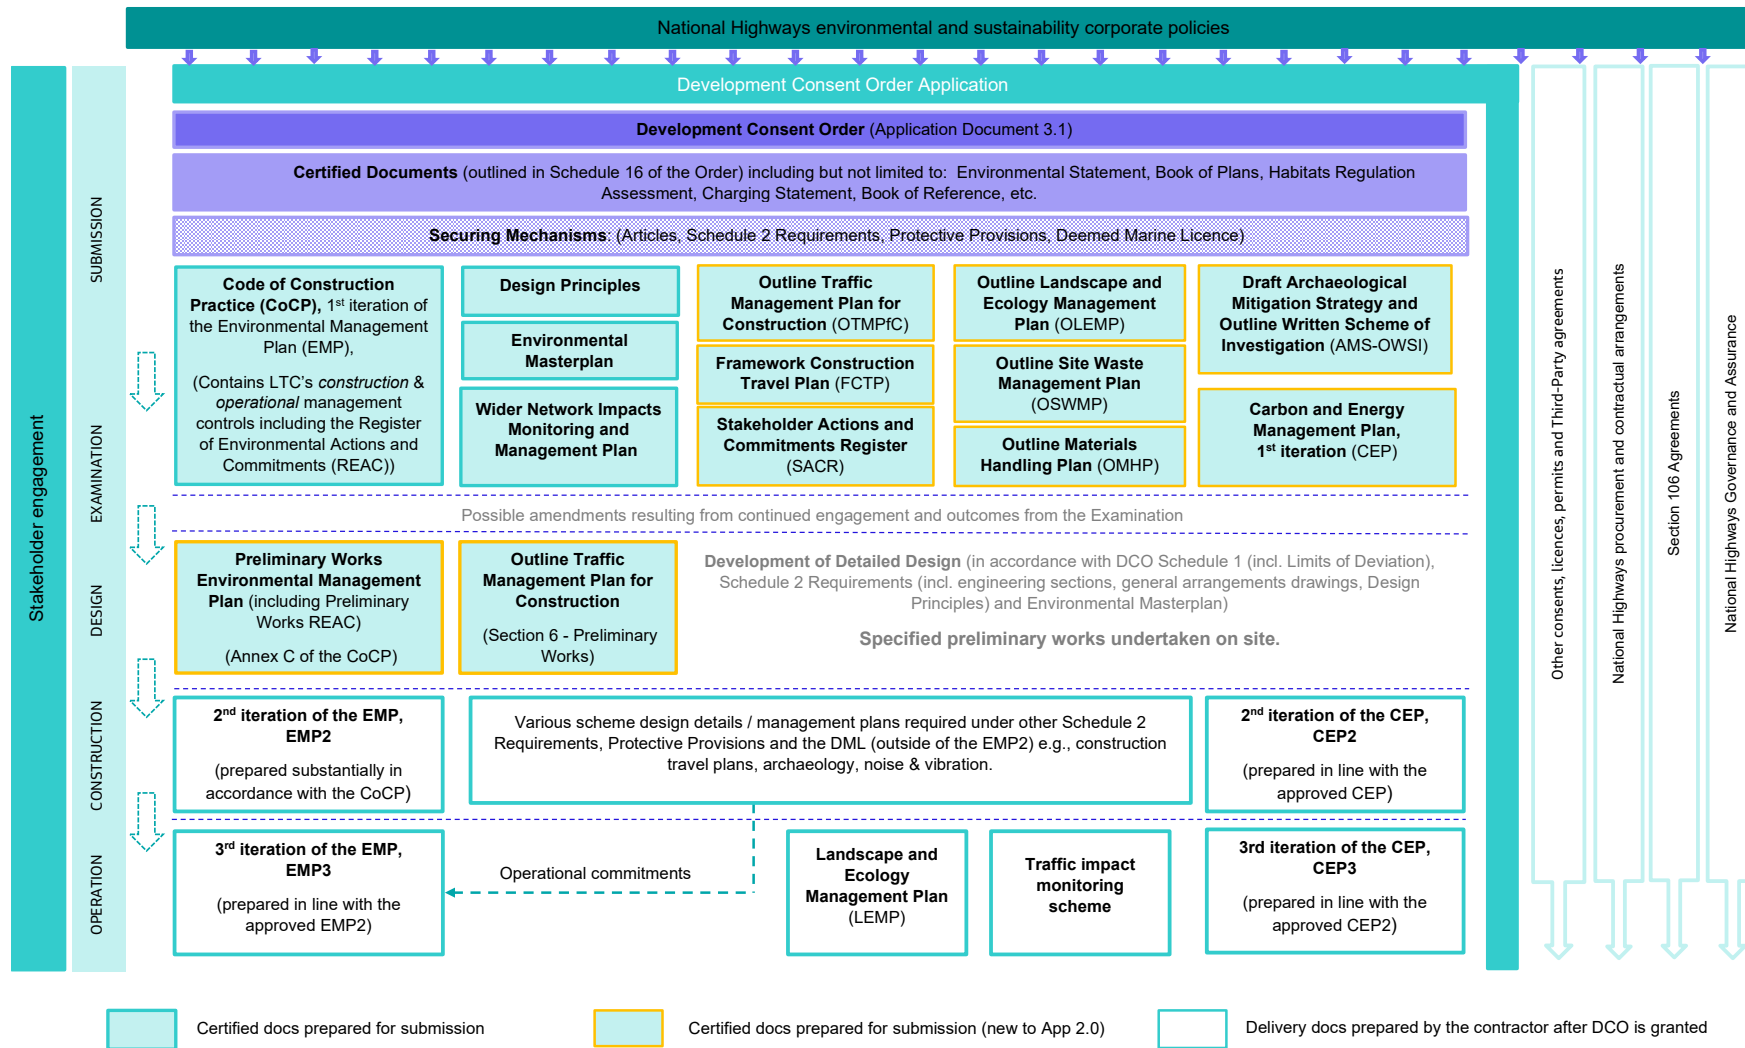 National Highways environmental and sustainability corporate policies
Development Consent Order Application
Development Consent Order (Application Document 3.1)
Certified Documents (outlined in Schedule 16 of the Order) including but not limited to: Environmental Statement, Book of Plans, Habitats Regulation
Assessment, Charging Statement, Book of Reference, etc.
Securing Mechanisms: (Articles, Schedule 2 Requirements, Protective Provisions, Deemed Marine Licence)
Stakeholder engagement
SUBMISSION
EXAMINATION
DESIGN
CONSTRUCTION
OPERATION
Code of Construction
Practice (CoCP), 1st iteration of
the Environmental Management
Plan (EMP),
(Contains LTC's construction &
operational management
controls including the Register
of Environmental Actions and
Commitments (REAC))
Design Principles
Environmental
Masterplan
Wider Network Impacts
Monitoring and
Management Plan
Outline Traffic
Management Plan for
Construction (OTMPfC)
Framework Construction
Travel Plan (FCTP)
Stakeholder Actions and
Commitments Register
(SACR)
Outline Landscape and
Ecology Management
Plan (OLEMP)
Outline Site Waste
Management Plan
(OSWMP)
Outline Materials
Handling Plan (OMHP)
Draft Archaeological
Mitigation Strategy and
Outline Written Scheme of
Investigation (AMS-OWSI)
Carbon and Energy
Management Plan,
1st iteration (CEP)
Possible amendments resulting from continued engagement and outcomes from the Examination
Preliminary Works
Environmental Management
Plan (including Preliminary
Works REAC)
(Annex C of the CoCP)
Outline Traffic
Management Plan for
Construction
(Section 6 - Preliminary
Works)
Development of Detailed Design (in accordance with DCO Schedule 1 (incl. Limits of Deviation),
Schedule 2 Requirements (incl. engineering sections, general arrangements drawings, Design
Principles) and Environmental Masterplan)
Specified preliminary works undertaken on site.
2nd iteration of the EMP,
EMP2
(prepared substantially in
accordance with the CoCP)
Various scheme design details / management plans required under other Schedule 2
Requirements, Protective Provisions and the DML (outside of the EMP2) e.g., construction
travel plans, archaeology, noise & vibration.
2nd iteration of the CEP,
CEP2
(prepared in line with the
approved CEP)
3rd iteration of the EMP,
EMP3
(prepared in line with the
approved EMP2)
Operational commitments
Landscape and
Ecology
Management Plan
(LEMP)
Traffic impact
monitoring
scheme
3rd iteration of the CEP,
CEP3
(prepared in line with the
approved CEP2)
Other consents, licences, permits and Third-Party agreements
National Highways procurement and contractual arrangements
Section 106 Agreements
National Highways Governance and Assurance
Certified docs prepared for submission
Certified docs prepared for submission (new to App 2.0)
Delivery docs prepared by the contractor after DCO is granted